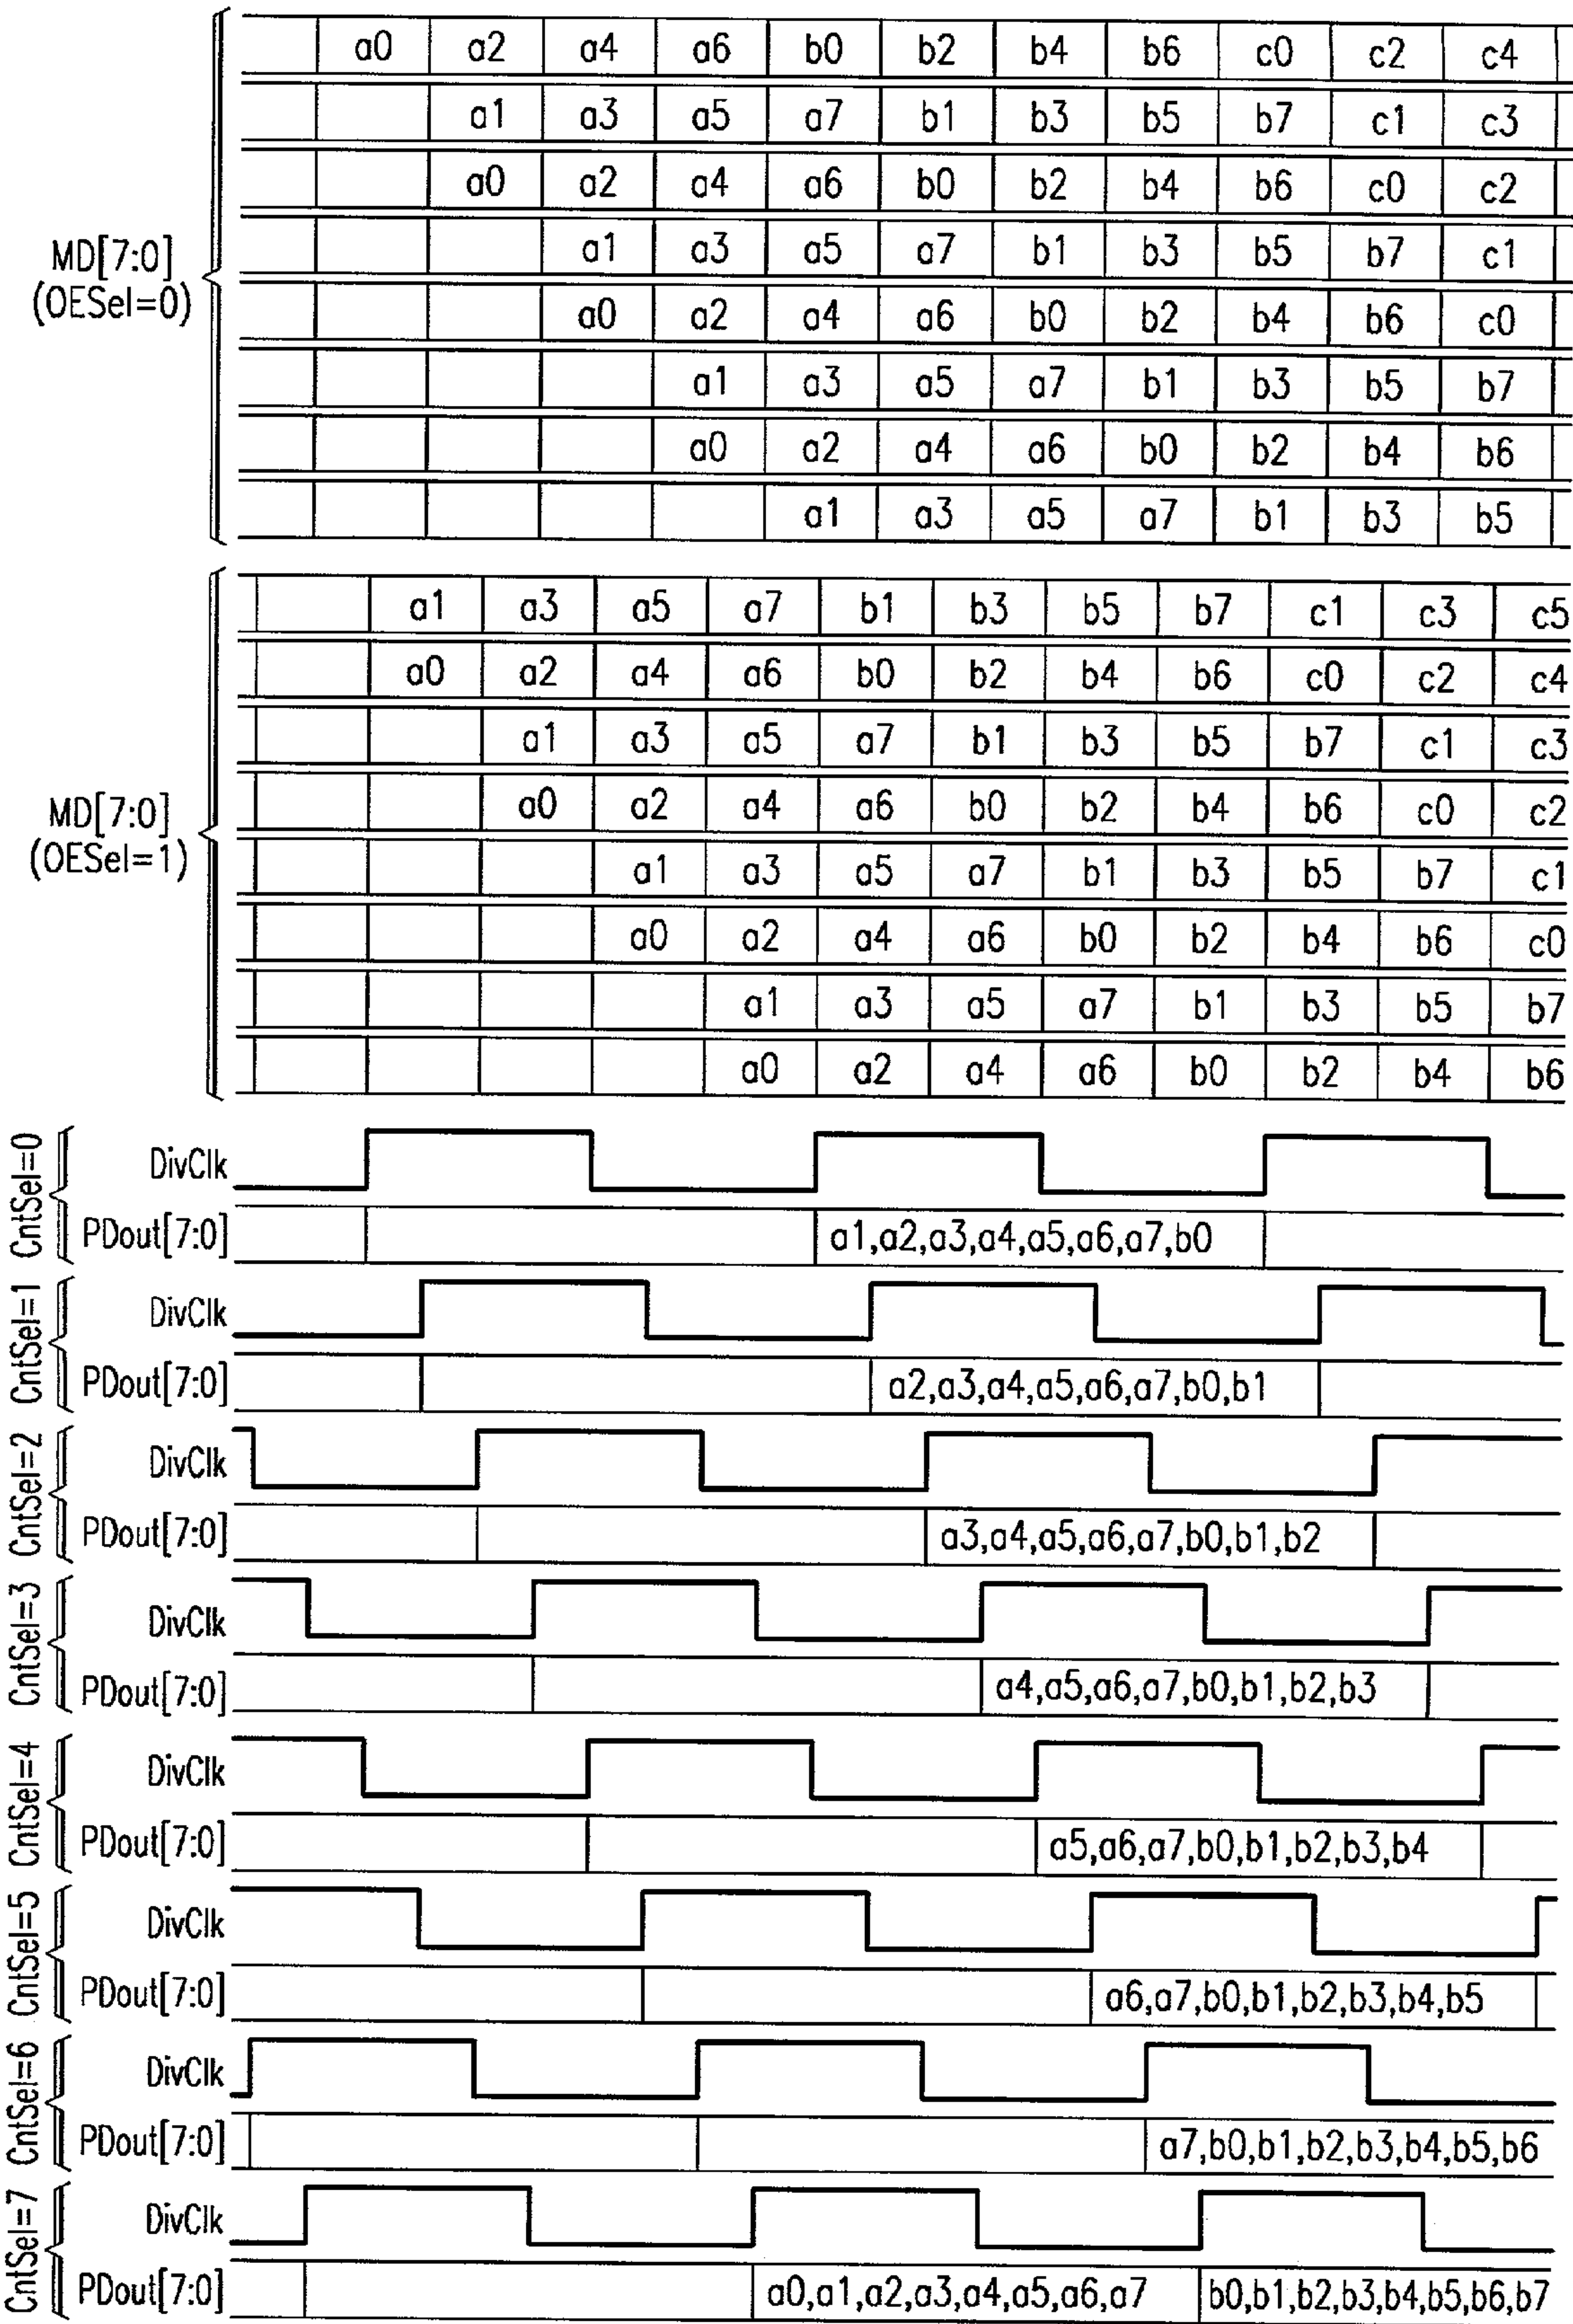 a0 a2 a4 a6 b0 b2 b4 b6 c0 c2 c4
a1 a3 a5 a7 b1 b3 b5 b7 c1 c3
a0 a2 a4 a6 b0 b2 b4 b6 c0 c2
MD[7:0]
(OESel=0)
a1 a3 a5 a7 b1 b3 b5 b7 c1
a0 a2 a4 a6 b0 b2 b4 b6 c0
a1 a3 a5 a7 b1 b3 b5 b7
a0 a2 a4 a6 b0 b2 b4 b6
a1 a3 a5 a7 b1 b3 b5
a1 a3 a5 a7 b1 b3 b5 b7 c1 c3 c5
a0 a2 a4 a6 b0 b2 b4 b6 c0 c2 c4
a1 a3 a5 a7 b1 b3 b5 b7 c1 c3
MD[7:0]
(OESel=1)
a0 a2 a4 a6 b0 b2 b4 b6 c0 c2
a1 a3 a5 a7 b1 b3 b5 b7 c1
a0 a2 a4 a6 b0 b2 b4 b6 c0
a1 a3 a5 a7 b1 b3 b5 b7
a0 a2 a4 a6 b0 b2 b4 b6
CntSel=0
DivClk
PDout[7:0] a1,a2,a3,a4,a5,a6,a7,b0
CntSel=1
DivClk
PDout[7:0] a2,a3,a4,a5,a6,a7,b0,b1
CntSel=2
DivClk
PDout[7:0] a3,a4,a5,a6,a7,b0,b1,b2
CntSel=3
DivClk
PDout[7:0] a4,a5,a6,a7,b0,b1,b2,b3
CntSel=4
DivClk
PDout[7:0] a5,a6,a7,b0,b1,b2,b3,b4
CntSel=5
DivClk
PDout[7:0] a6,a7,b0,b1,b2,b3,b4,b5
CntSel=6
DivClk
PDout[7:0] a7,b0,b1,b2,b3,b4,b5,b6
CntSel=7
DivClk
PDout[7:0] a0,a1,a2,a3,a4,a5,a6,a7 b0,b1,b2,b3,b4,b5,b6,b7